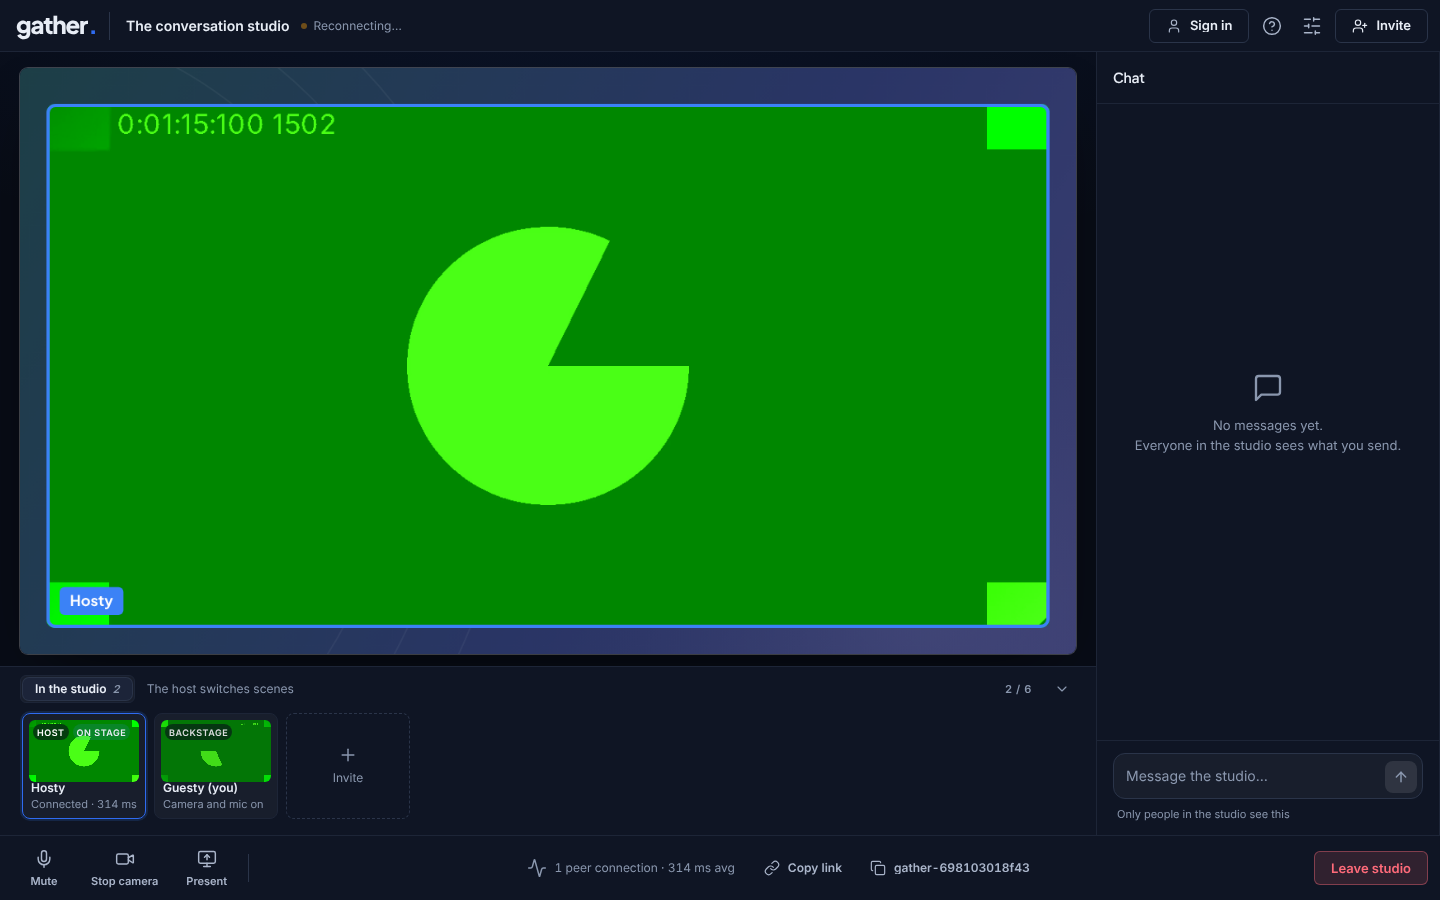 gather.
The conversation studio
Reconnecting...
Sign in
Invite
0:01:15:100 1502
Hosty
Chat
No messages yet.
Everyone in the studio sees what you send.
In the studio 2
The host switches scenes
2 / 6
HOST
ON STAGE
Hosty
Connected · 314 ms
BACKSTAGE
Guesty (you)
Camera and mic on
Invite
Message the studio...
Only people in the studio see this
Mute
Stop camera
Present
1 peer connection · 314 ms avg
Copy link
gather-698103018f43
Leave studio